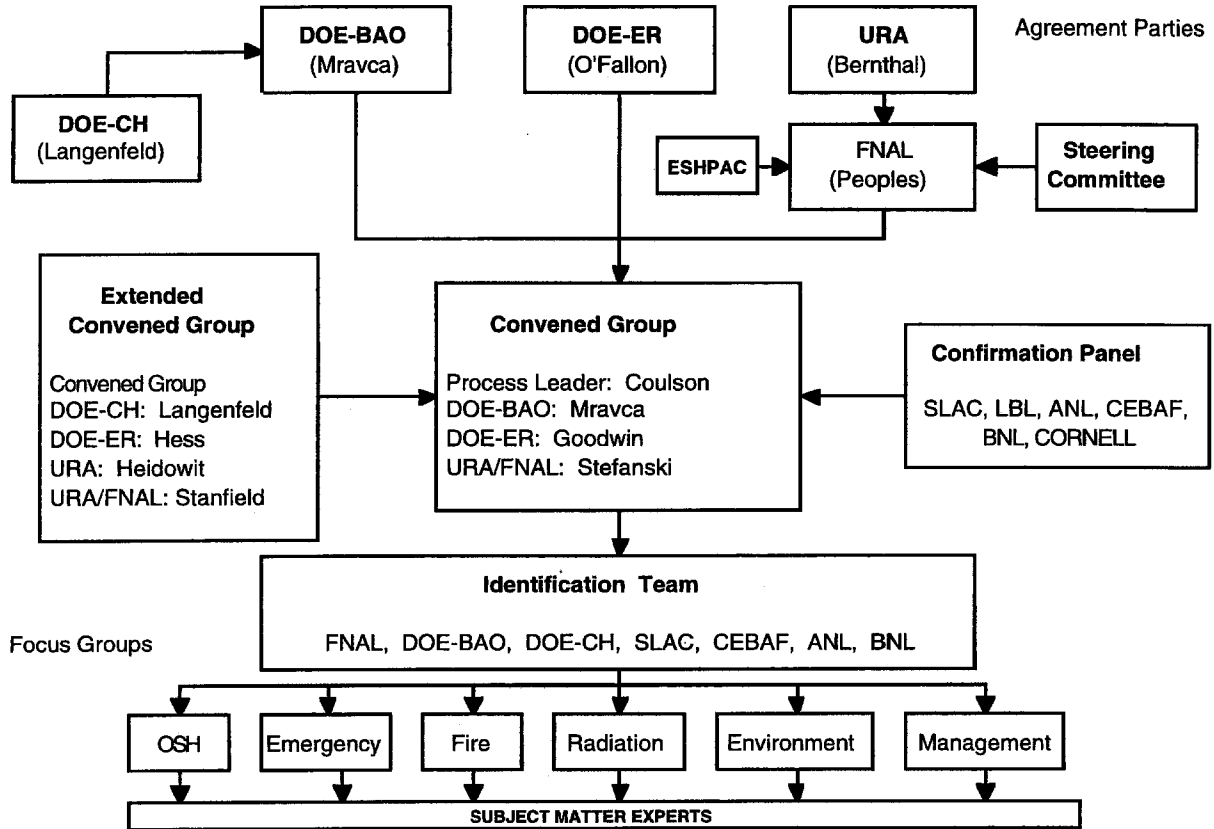 DOE-BAO
(Mravca)
DOE-ER
(O'Fallon)
URA
(Bernthal)
Agreement Parties
DOE-CH
(Langenfeld)
ESHPAC
FNAL
(Peoples)
Steering
Committee
Extended
Convened Group
Convened Group
DOE-CH: Langenfeld
DOE-ER: Hess
URA: Heidowit
URA/FNAL: Stanfield
Convened Group
Process Leader: Coulson
DOE-BAO: Mravca
DOE-ER: Goodwin
URA/FNAL: Stefanski
Confirmation Panel
SLAC, LBL, ANL, CEBAF,
BNL, CORNELL
Identification Team
FNAL, DOE-BAO, DOE-CH, SLAC, CEBAF, ANL, BNL
Focus Groups
OSH
Emergency
Fire
Radiation
Environment
Management
SUBJECT MATTER EXPERTS